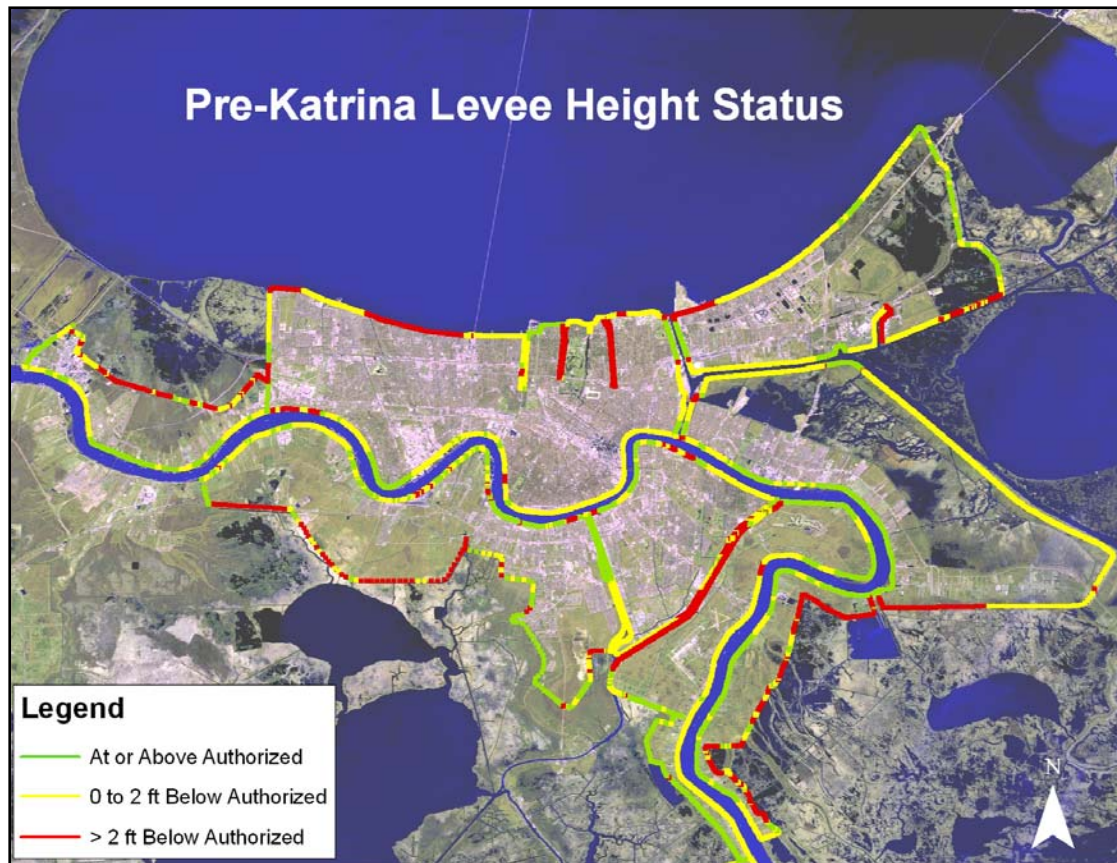 Pre-Katrina Levee Height Status
Legend
At or Above Authorized
0 to 2 ft Below Authorized
> 2 ft Below Authorized
N